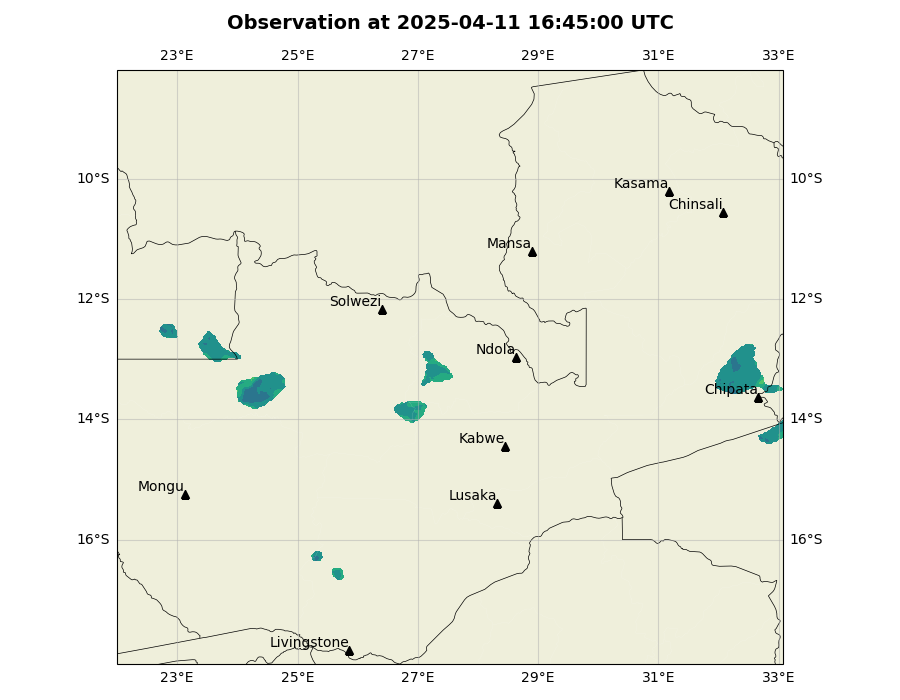 Observation at 2025-04-11 16:45:00 UTC
23°E 25°E 27°E 29°E 31°E 33°E
10°S 10°S
Kasama
Chinsali
Mansa
12°S 12°S
Solwezi
Ndola
Chipata
14°S 14°S
Kabwe
Mongu
Lusaka
16°S 16°S
Livingstone
23°E 25°E 27°E 29°E 31°E 33°E